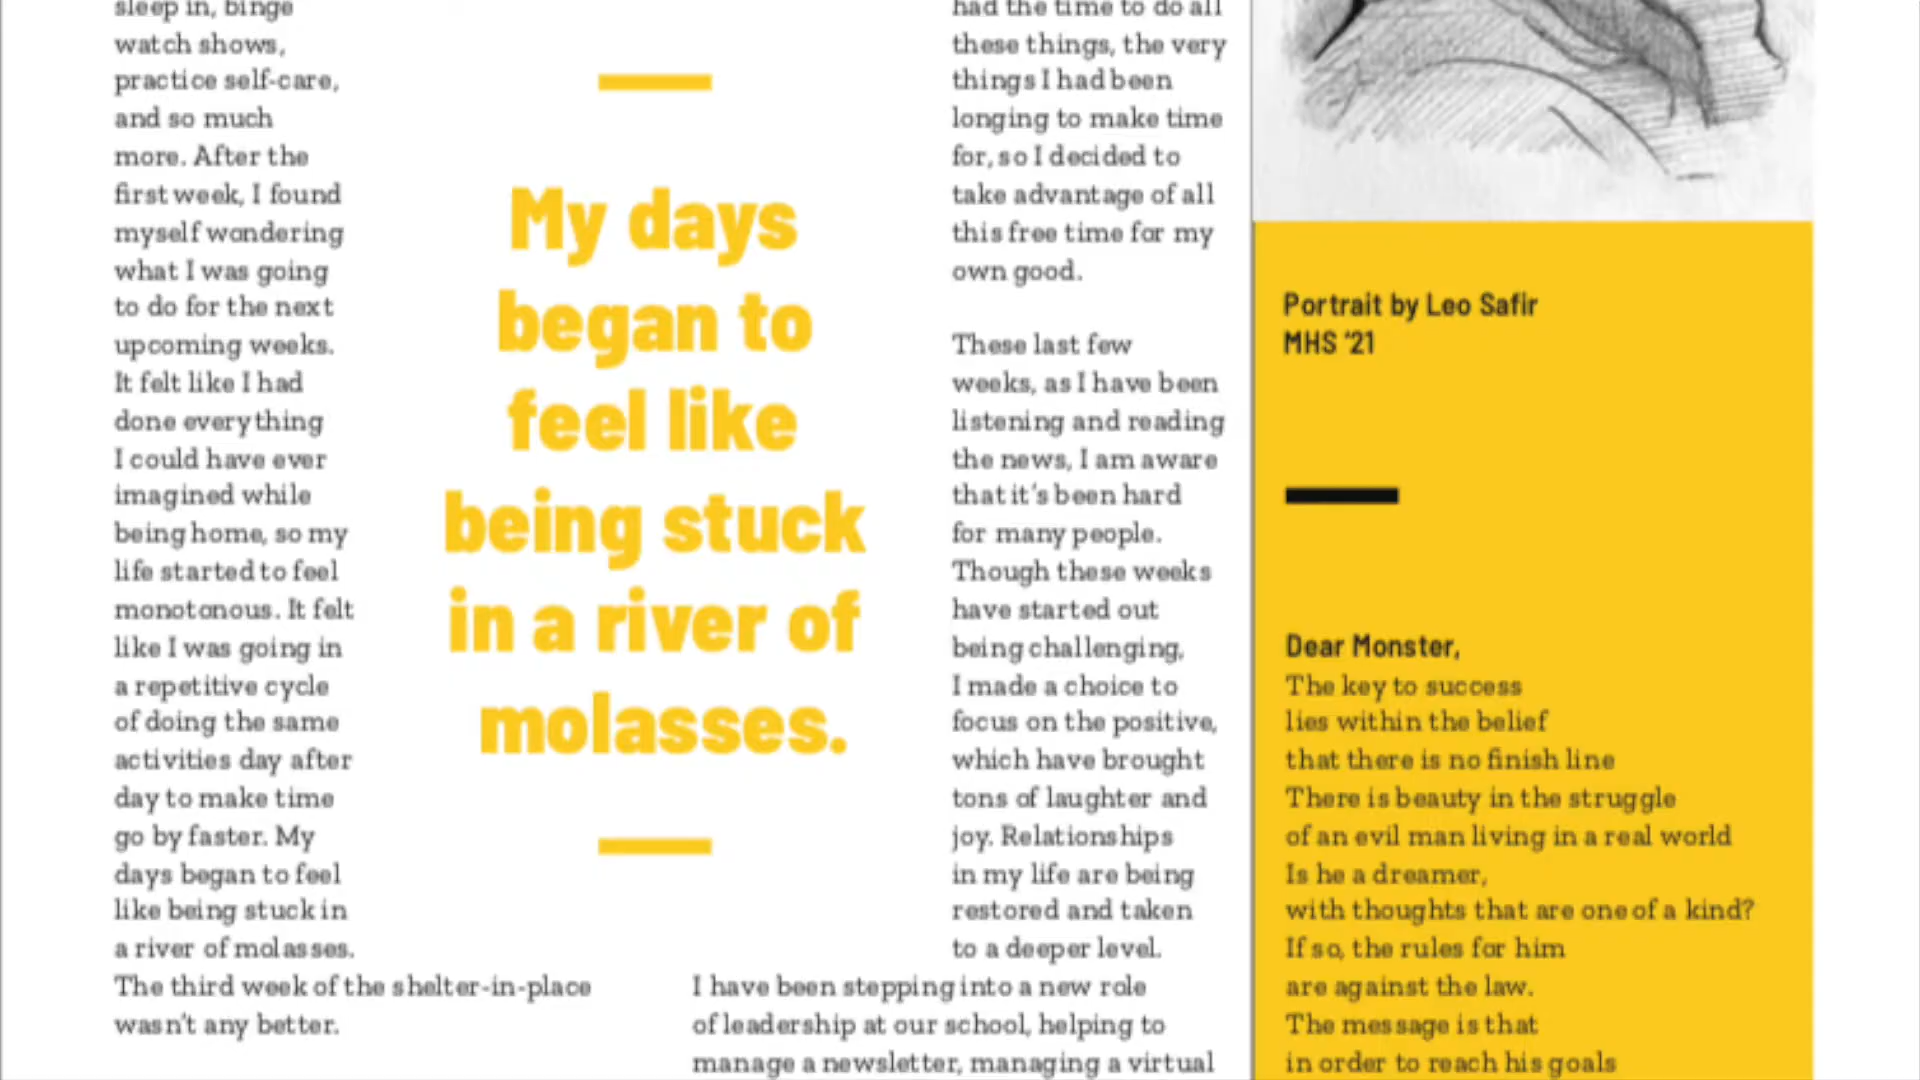 sleep in, binge
watch shows,
practice self-care,
and so much
more. After the
first week, I found
myself wondering
what I was going
to do for the next
upcoming weeks.
It felt like I had
done everything
I could have ever
imagined while
being home, so my
life started to feel
monotonous. It felt
like I was going in
a repetitive cycle
of doing the same
activities day after
day to make time
go by faster. My
days began to feel
like being stuck in
a river of molasses.
The third week of the shelter-in-place
wasn't any better.
My days
began to
feel like
being stuck
in a river of
molasses.
had the time to do all
these things, the very
things I had been
longing to make time
for, so I decided to
take advantage of all
this free time for my
own good.
These last few
weeks, as I have been
listening and reading
the news, I am aware
that it's been hard
for many people.
Though these weeks
have started out
being challenging,
I made a choice to
focus on the positive,
which have brought
tons of laughter and
joy. Relationships
in my life are being
restored and taken
to a deeper level.
I have been stepping into a new role
of leadership at our school, helping to
manage a newsletter, managing a virtual
Portrait by Leo Safir
MHS '21
Dear Monster,
The key to success
lies within the belief
that there is no finish line
There is beauty in the struggle
of an evil man living in a real world
Is he a dreamer,
with thoughts that are one of a kind?
If so, the rules for him
are against the law.
The message is that
in order to reach his goals